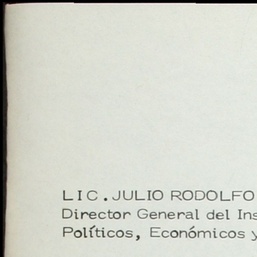 LIC. JULIO RODOLFO
Director General del Ins
Políticos, Económicos y